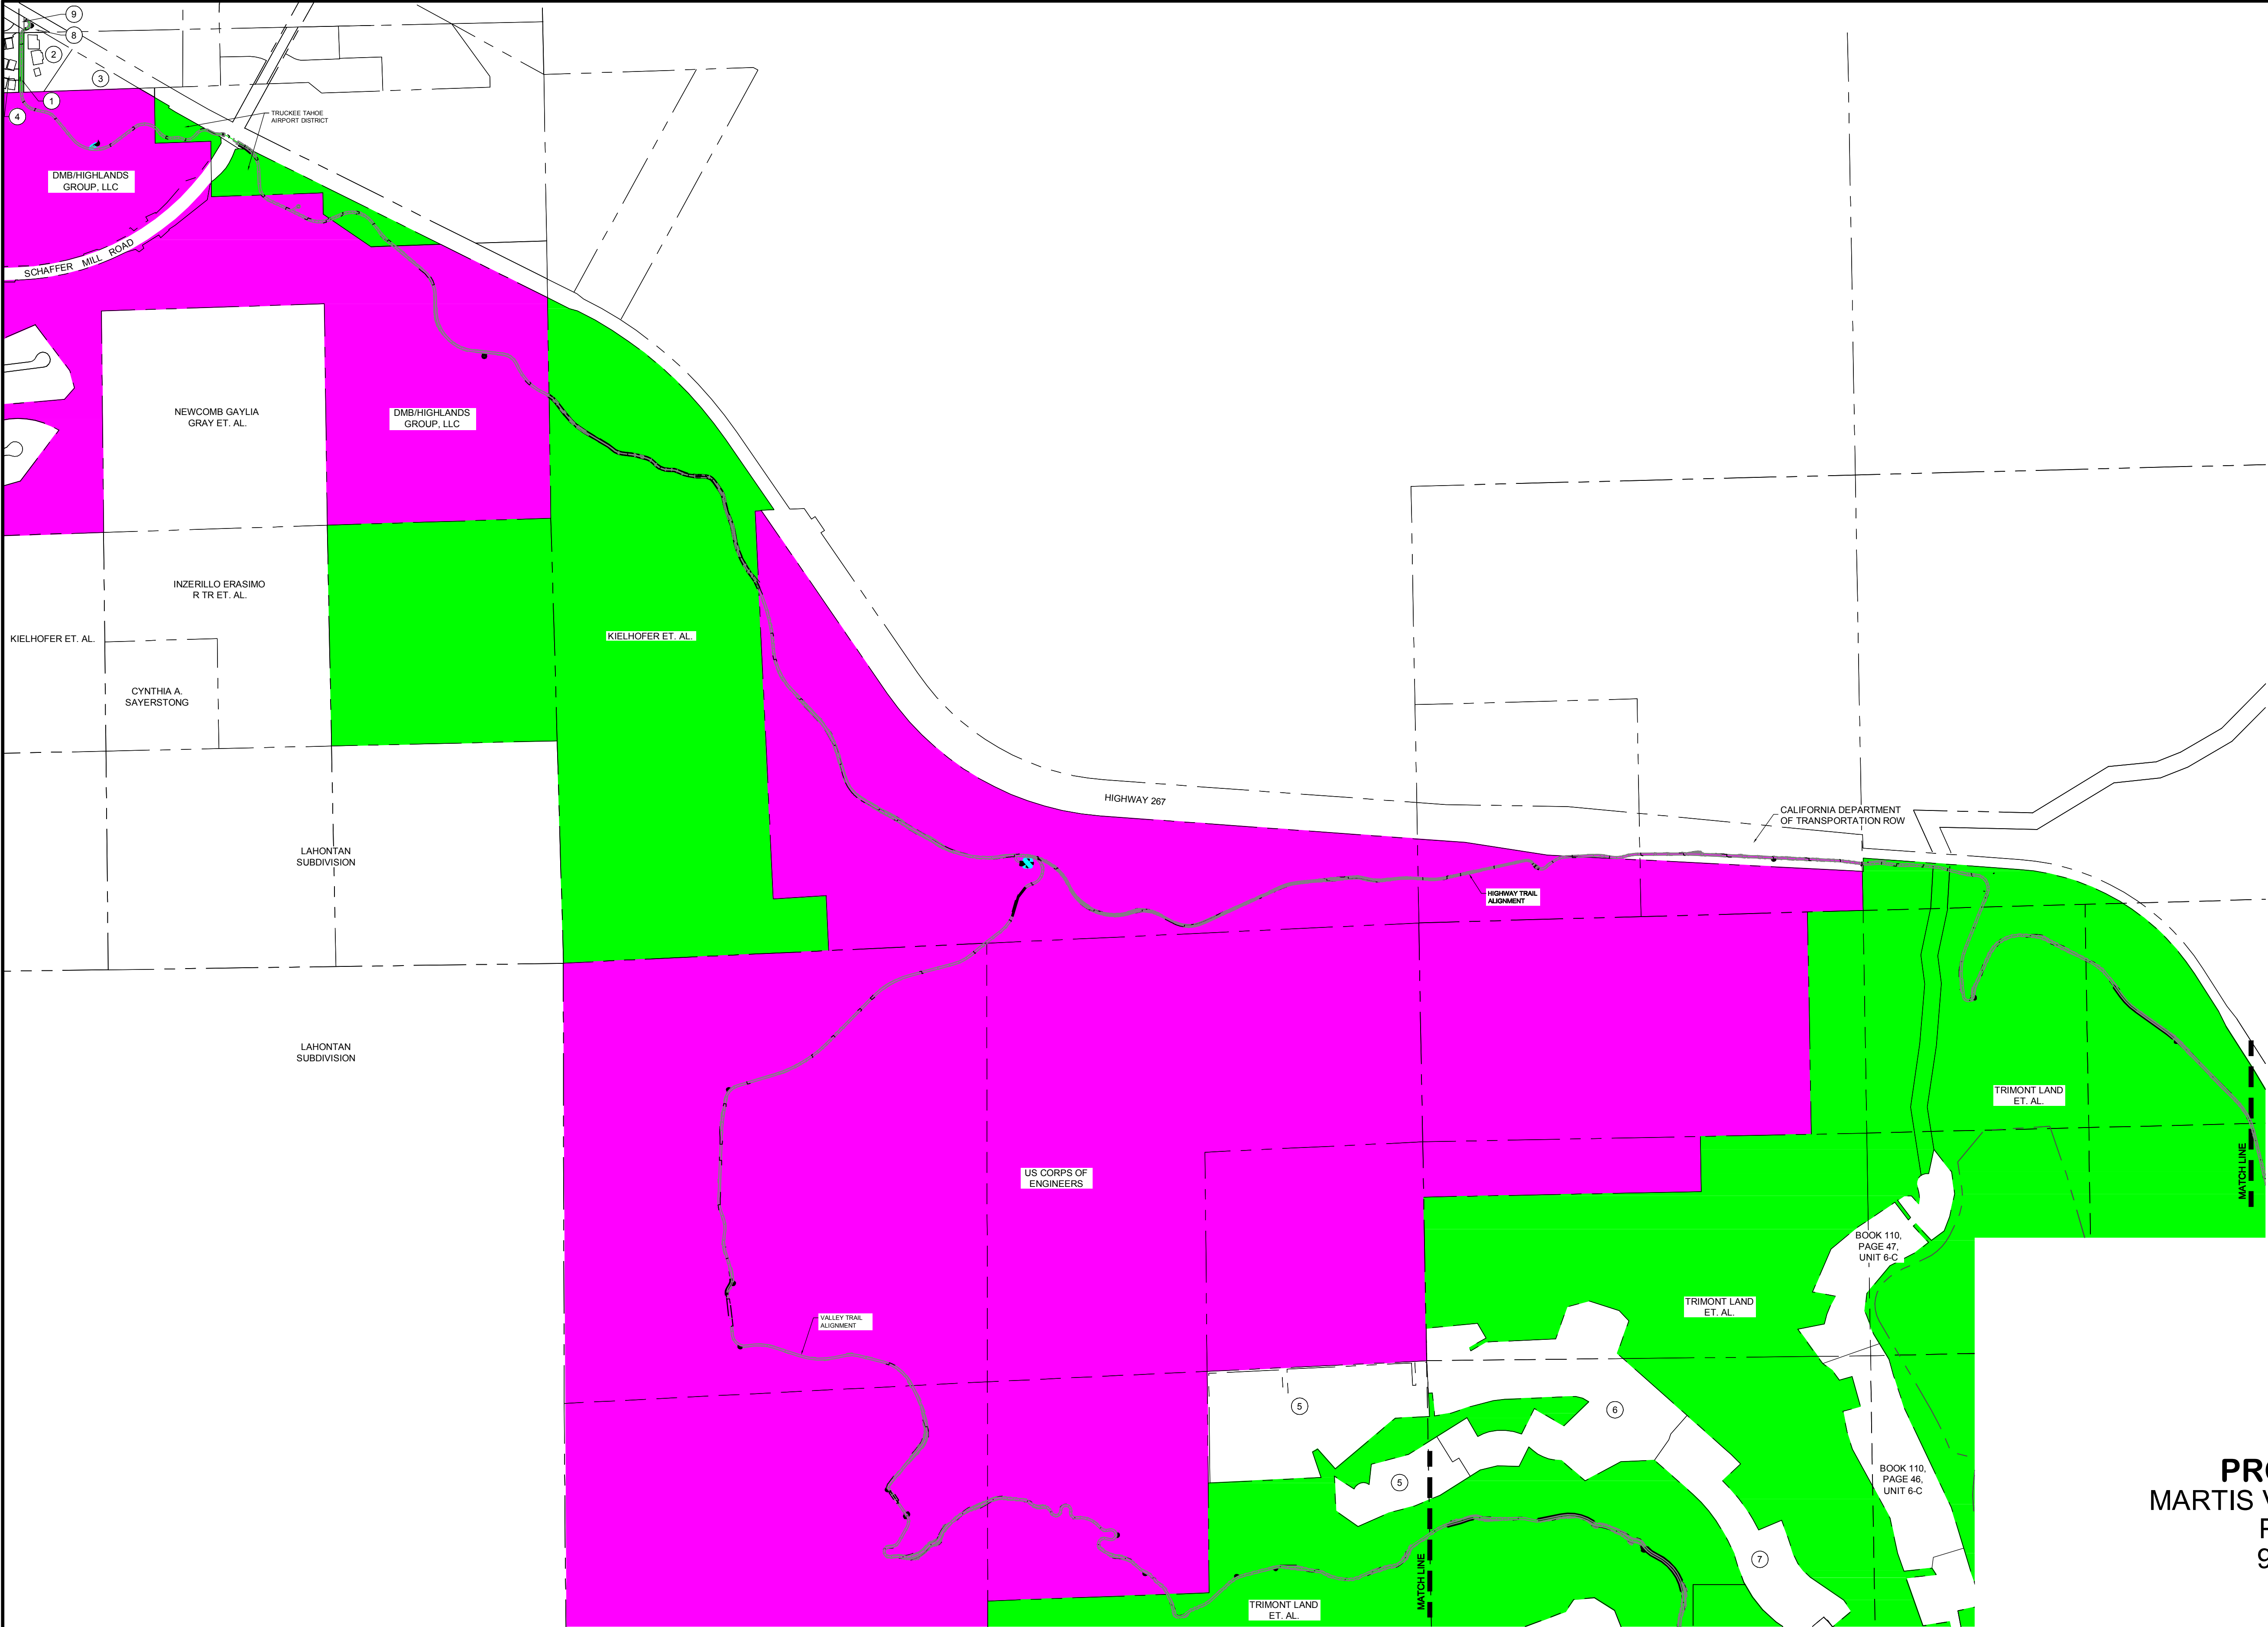 9
8
2
3
1
4
TRUCKEE TAHOE
AIRPORT DISTRICT
DMB/HIGHLANDS
GROUP, LLC
SCHAFFER MILL ROAD
NEWCOMB GAYLIA
GRAY ET. AL.
DMB/HIGHLANDS
GROUP, LLC
INZERILLO ERASIMO
R TR ET. AL.
KIELHOFER ET. AL.
KIELHOFER ET. AL.
CYNTHIA A.
SAYERSTONG
HIGHWAY 267
CALIFORNIA DEPARTMENT
OF TRANSPORTATION ROW
LAHONTAN
SUBDIVISION
HIGHWAY TRAIL
ALIGNMENT
LAHONTAN
SUBDIVISION
TRIMONT LAND
ET. AL.
MATCH LINE
US CORPS OF
ENGINEERS
BOOK 110,
PAGE 47,
UNIT 6-C
TRIMONT LAND
ET. AL.
VALLEY TRAIL
ALIGNMENT
5
6
5
BOOK 110,
PAGE 46,
UNIT 6-C
7
MATCH LINE
TRIMONT LAND
ET. AL.
MARTIS